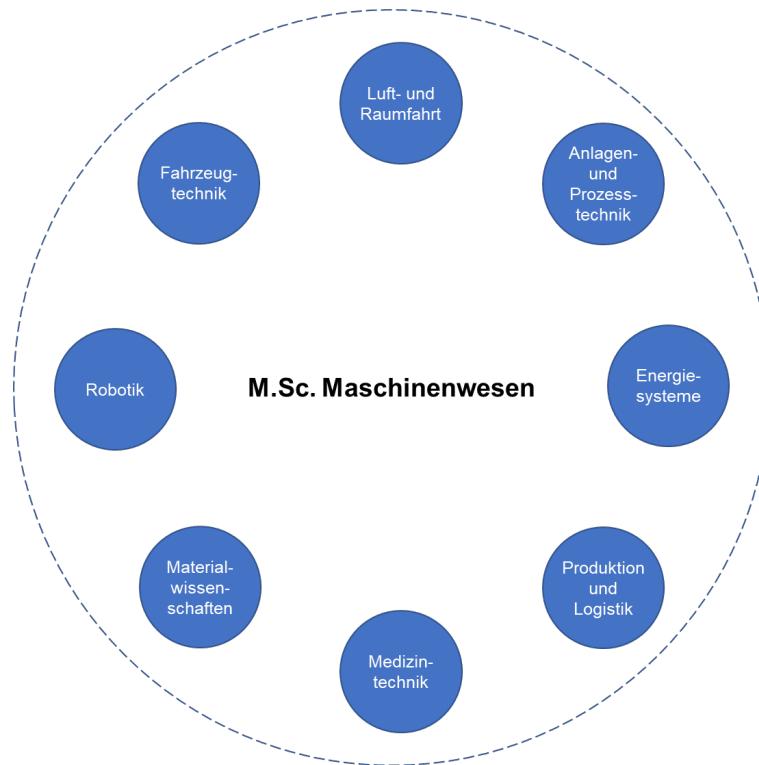 Luft- und
Raumfahrt
Fahrzeug-
technik
Anlagen-
und
Prozess-
technik
Robotik
M.Sc. Maschinenwesen
Energie-
systeme
Material-
wissen-
schaften
Produktion
und
Logistik
Medizin-
technik